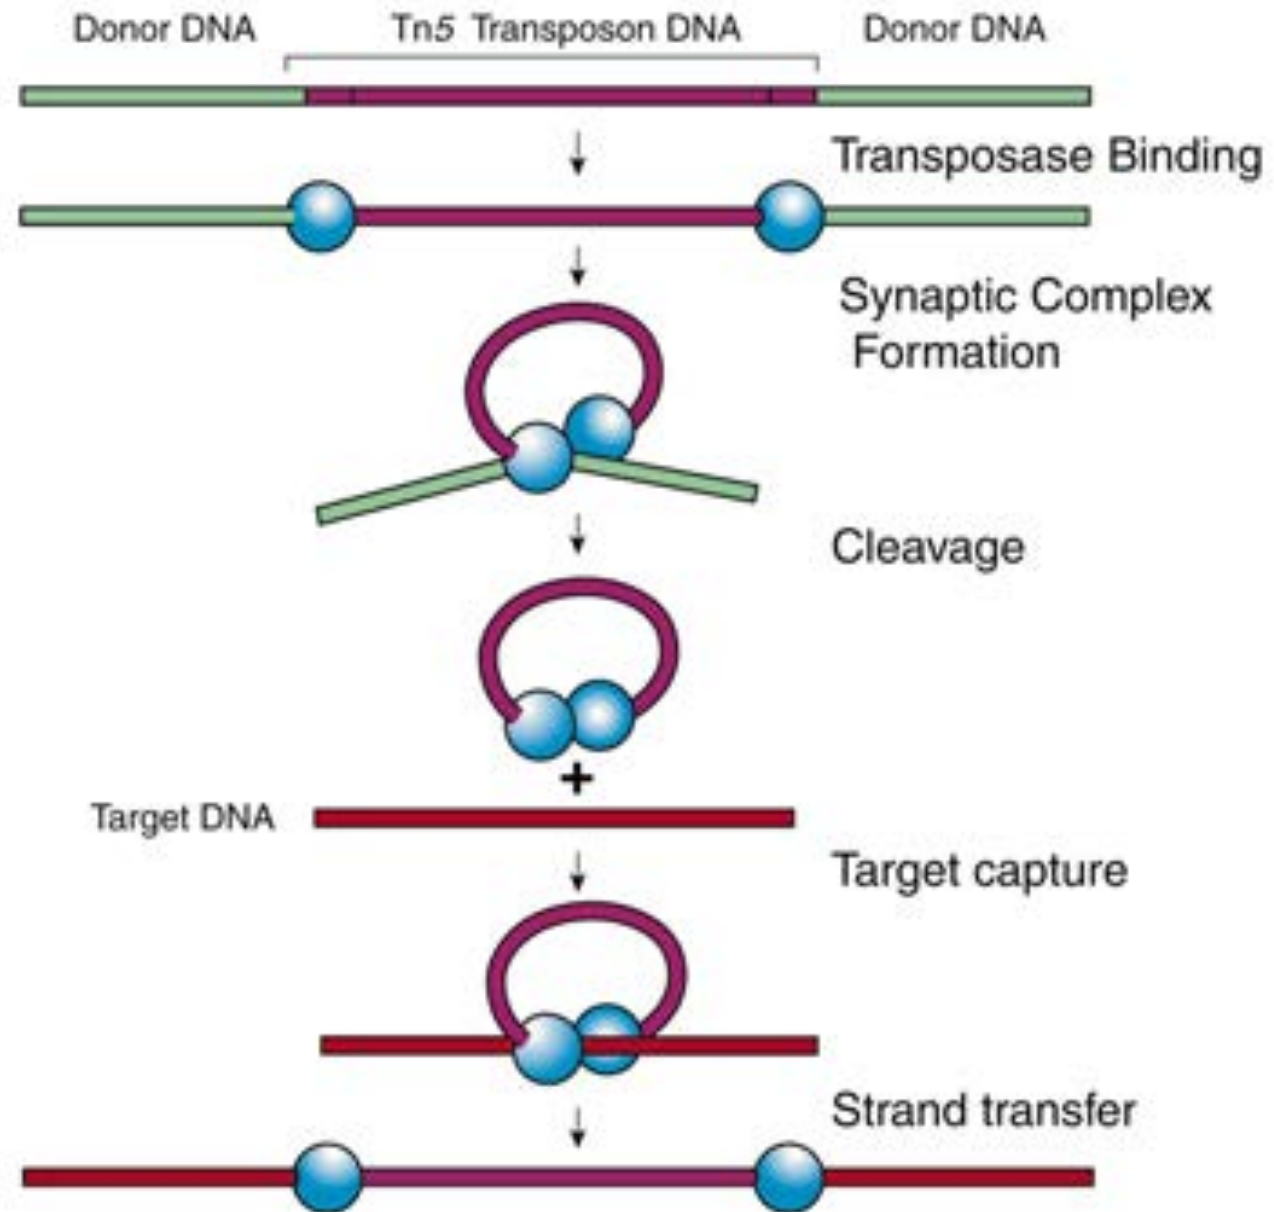 Donor DNA Tn5 Transposon DNA Donor DNA
Transposase Binding
Synaptic Complex
Formation
Cleavage
+
Target DNA
Target capture
Strand transfer